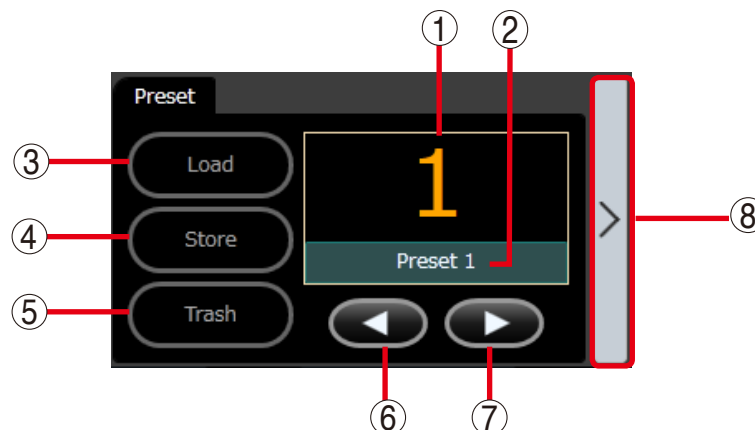 ① ②
Preset
③ Load 1
④ Store Preset 1
⑤ Trash
⑧
⑥ ⑦